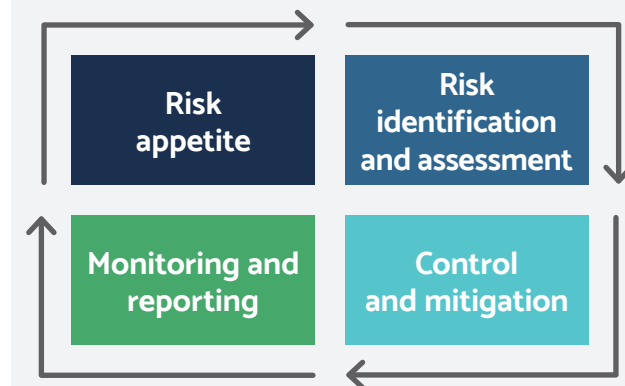 Risk
appetite
Risk
identification
and assessment
Monitoring and
reporting
Control
and mitigation